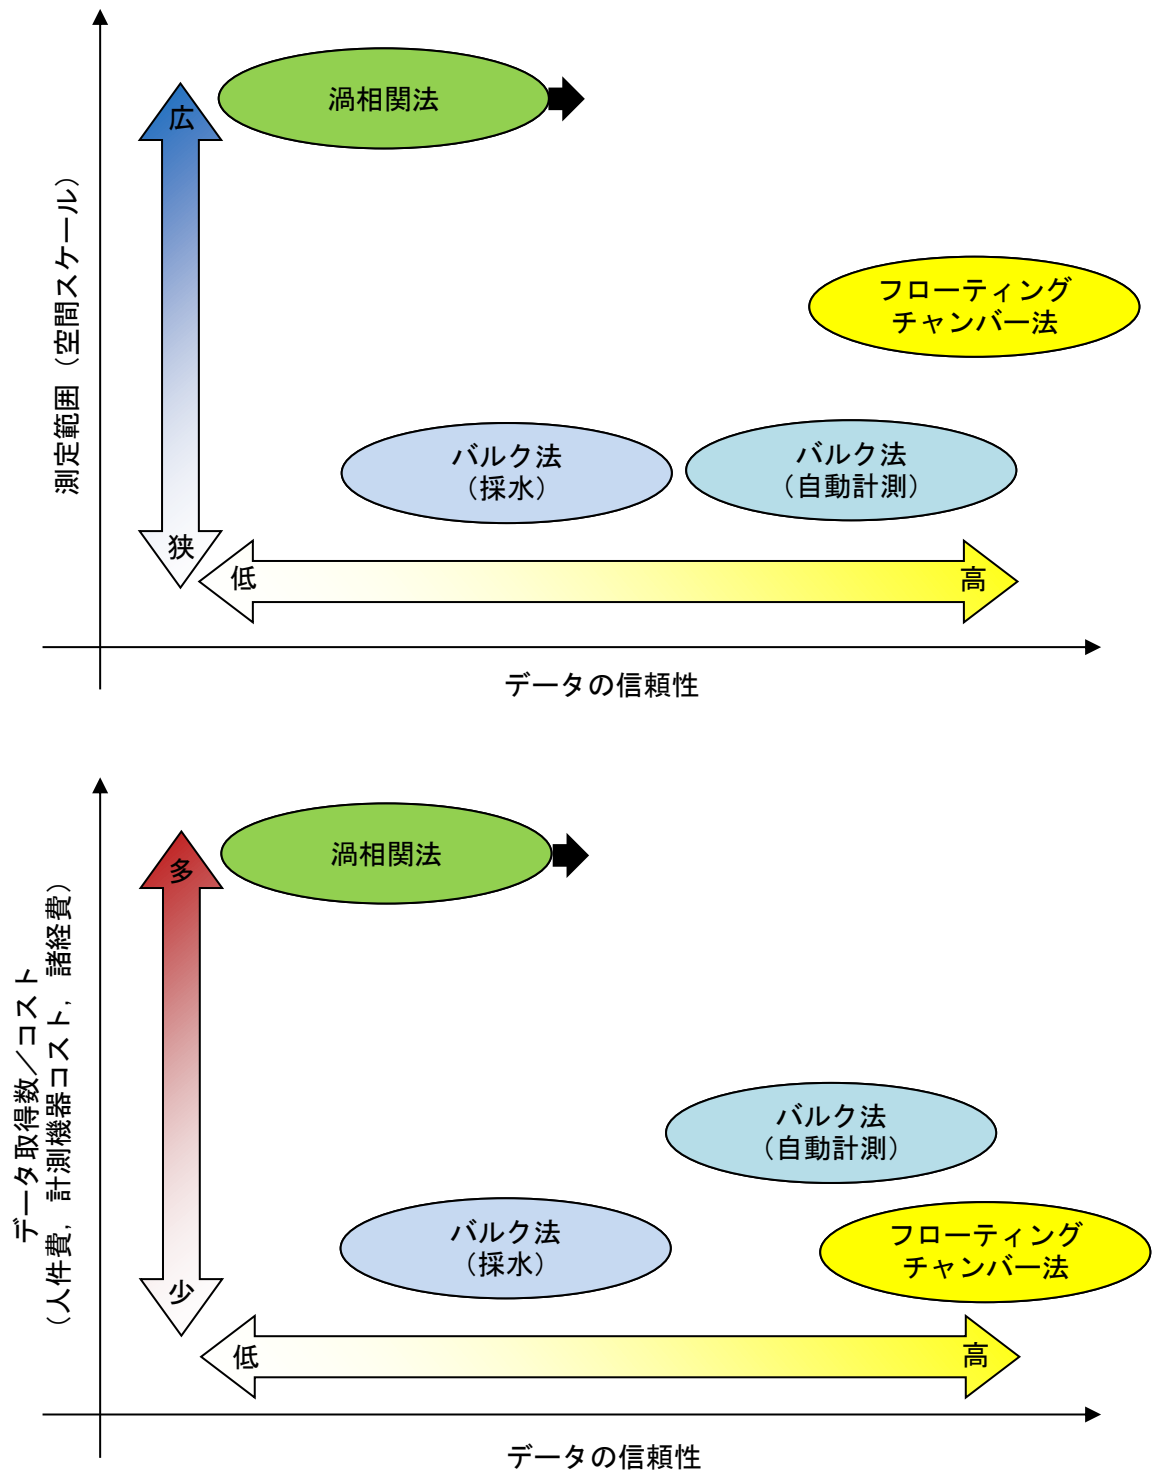 渦相関法
広
測定範囲（空間スケール）
フローティング
チャンバー法
バルク法
（採水）
バルク法
（自動計測）
狭
低
高
データの信頼性
渦相関法
多
データ取得数／コスト
（人件費，計測機器コスト，諸経費）
バルク法
（自動計測）
バルク法
（採水）
フローティング
チャンバー法
少
低
高
データの信頼性